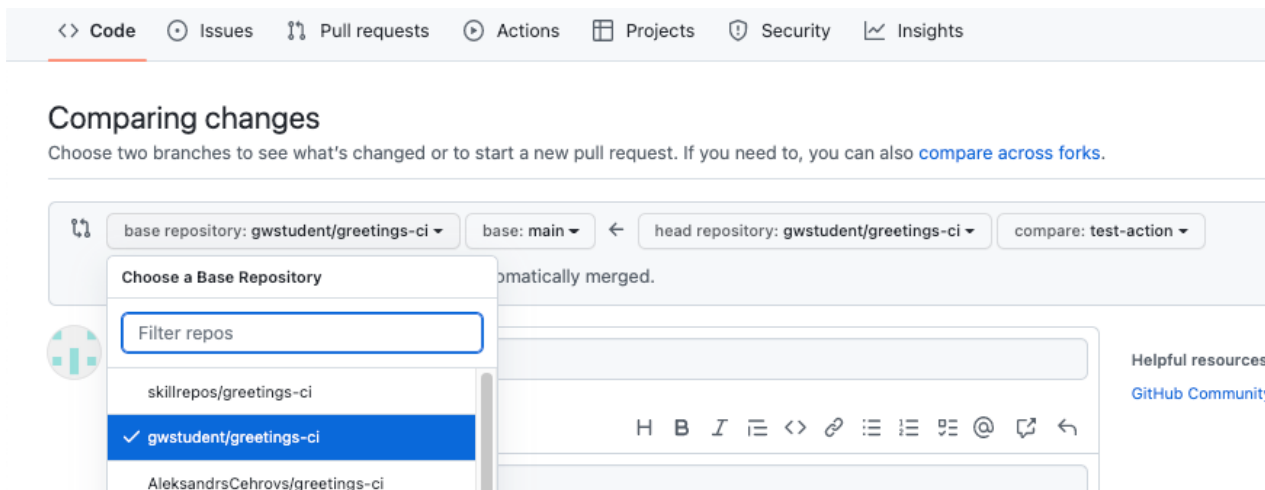 <> Code Issues Pull requests Actions Projects Security Insights
Comparing changes
Choose two branches to see what's changed or to start a new pull request. If you need to, you can also compare across forks.
base repository: gwstudent/greetings-ci base: main ← head repository: gwstudent/greetings-ci compare: test-action
Choose a Base Repository
omatically merged.
Filter repos
Helpful resources
skillrepos/greetings-ci
GitHub Community
gwstudent/greetings-ci
H B I <> @
AleksandrsCehrovs/greetings-ci